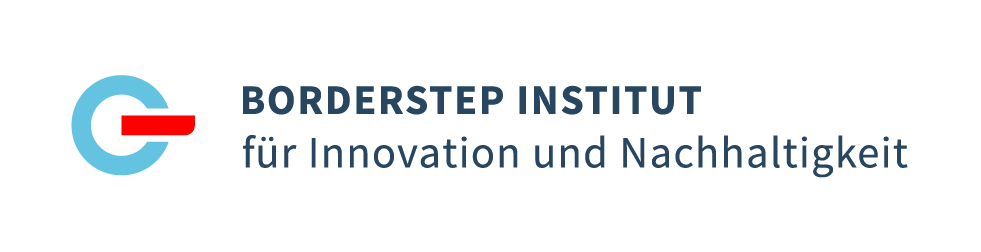 BORDERSTEP INSTITUT
für Innovation und Nachhaltigkeit